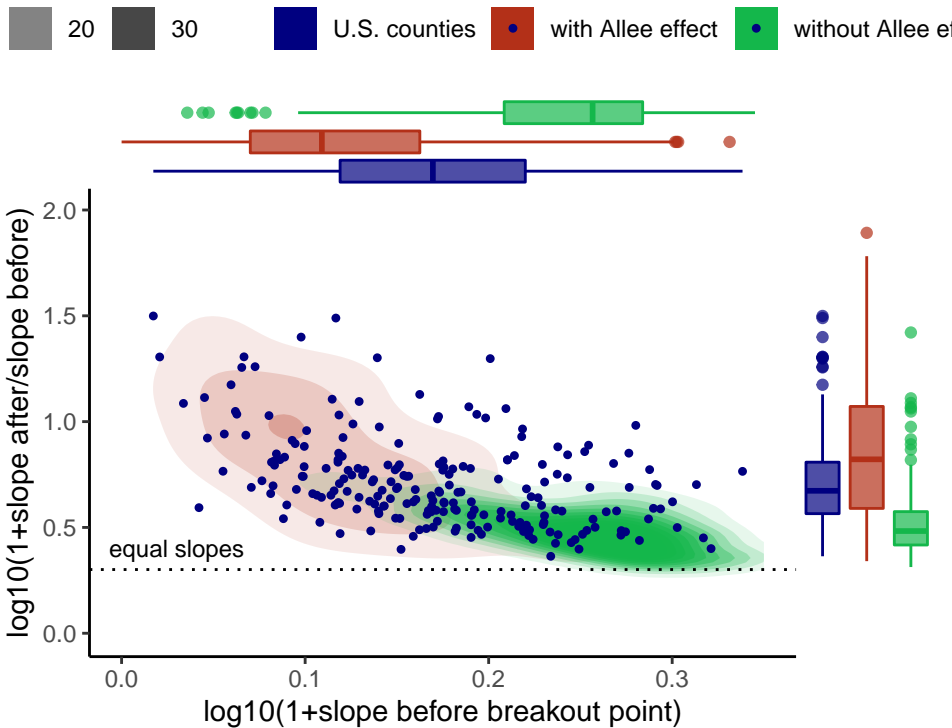 20 30 U.S. counties with Allee effect without Allee ef
2.0
1.5
1.0
0.5
0.0
log10(1+slope after/slope before)
equal slopes
0.0 0.1 0.2 0.3
log10(1+slope before breakout point)